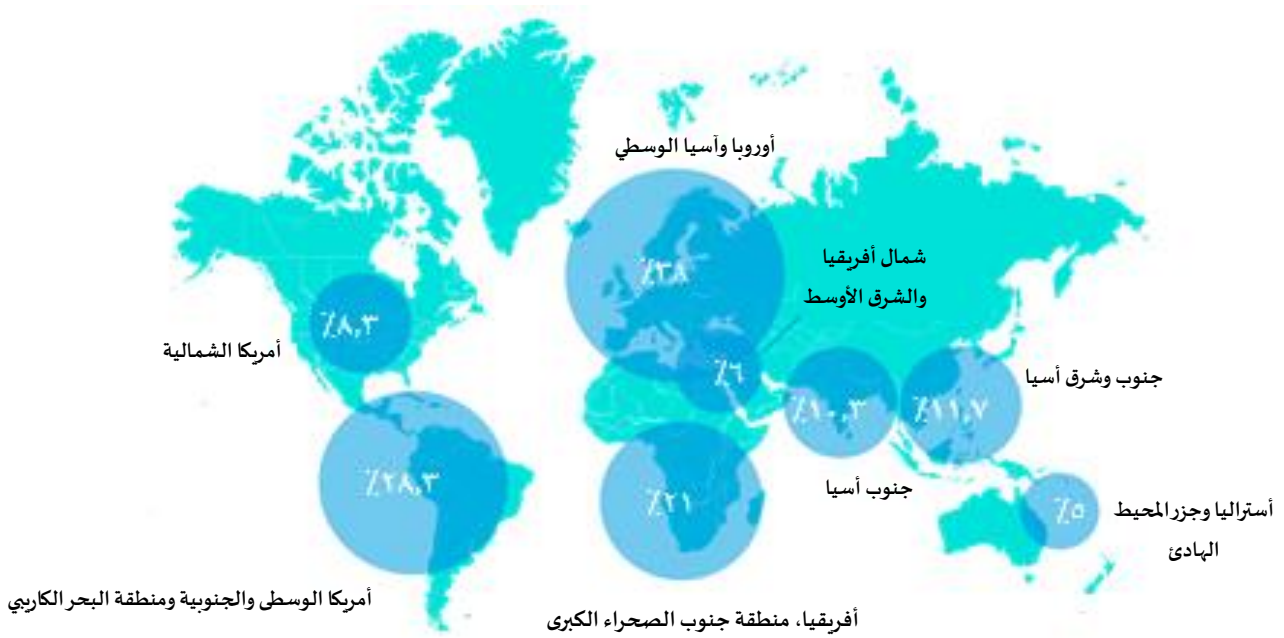 أوروبا وآسيا الوسطي
٪٣٨
شمال أفريقيا
والشرق الأوسط
٪٨,٣
أمريكا الشمالية
٪٦
٪١٠,٣
٪١١,٧
جنوب وشرق أسيا
٪٢٨,٣
٪٢١
جنوب أسيا
٪٥
أستراليا وجزر المحيط
الهادئ
أمريكا الوسطى والجنوبية ومنطقة البحر الكاريبي
أفريقيا، منطقة جنوب الصحراء الكبرى